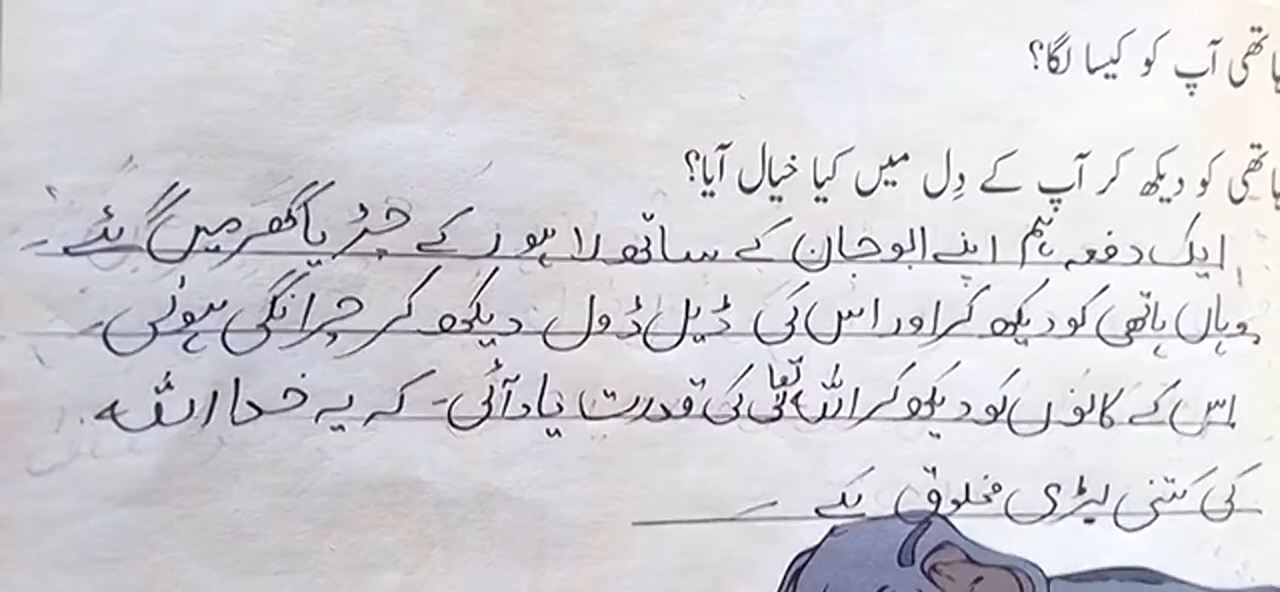 ہاتھی آپ کو کیسا لگا؟
ہاتھی کو دیکھ کر آپ کے دِل میں کیا خیال آیا؟
ایک دفعہ ہم اپنے ابو جان کے ساتھ لاہور کے چڑیا گھر میں گئے۔
وہاں ہاتھی کو دیکھ کر اور اس کی ڈیل ڈول دیکھ کر حیرانگی ہوئی۔
اس کے کانوں کو دیکھ کر اللہ تعالیٰ کی قدرت یاد آئی۔ کہ یہ خدا اللہ
کی کتنی بڑی مخلوق ہے۔